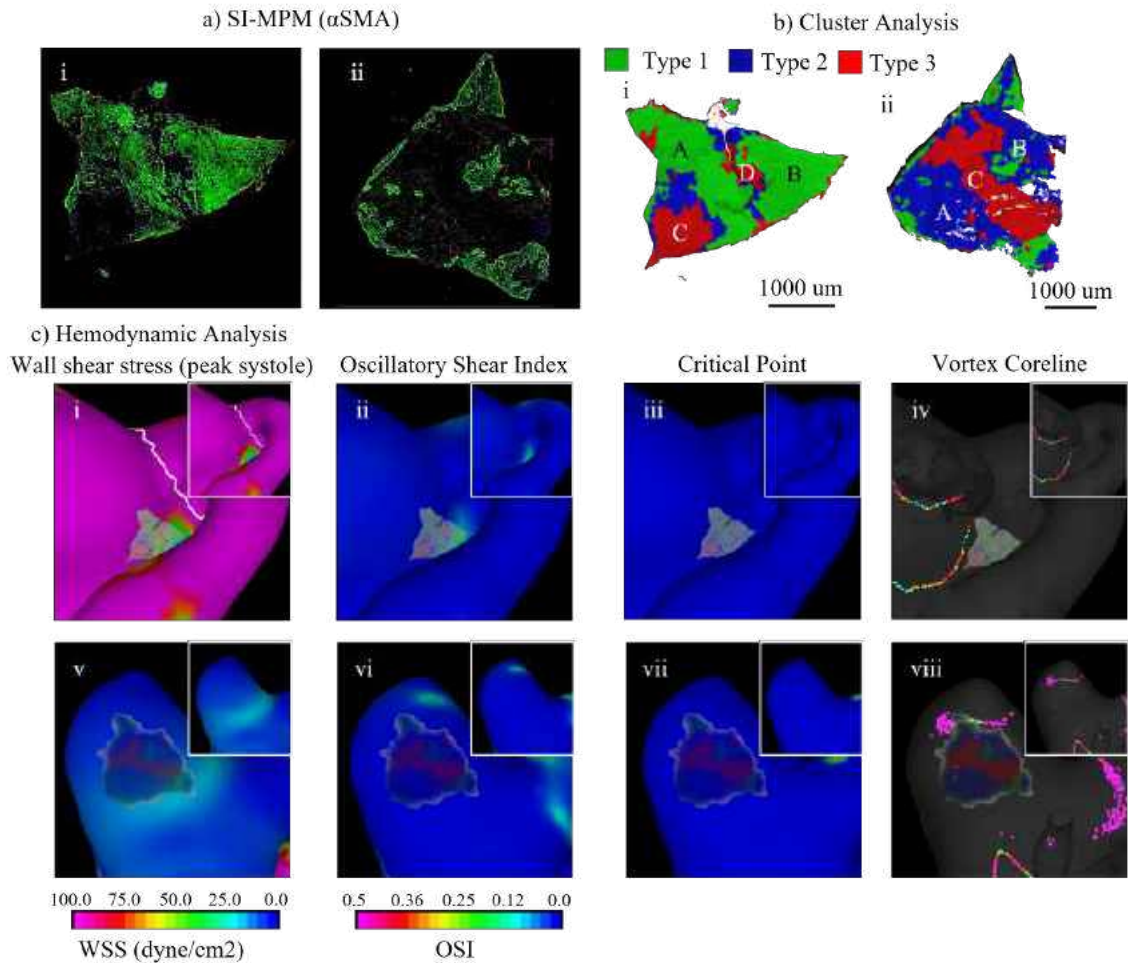 a) SI-MPM (αSMA)
b) Cluster Analysis
Type 1 Type 2 Type 3
i ii
i ii
A B C D
A B C
1000 um 1000 um
c) Hemodynamic Analysis
Wall shear stress (peak systole) Oscillatory Shear Index Critical Point Vortex Coreline
i ii iii iv
v vi vii viii
100.0 75.0 50.0 25.0 0.0 0.5 0.36 0.25 0.12 0.0
WSS (dyne/cm2) OSI